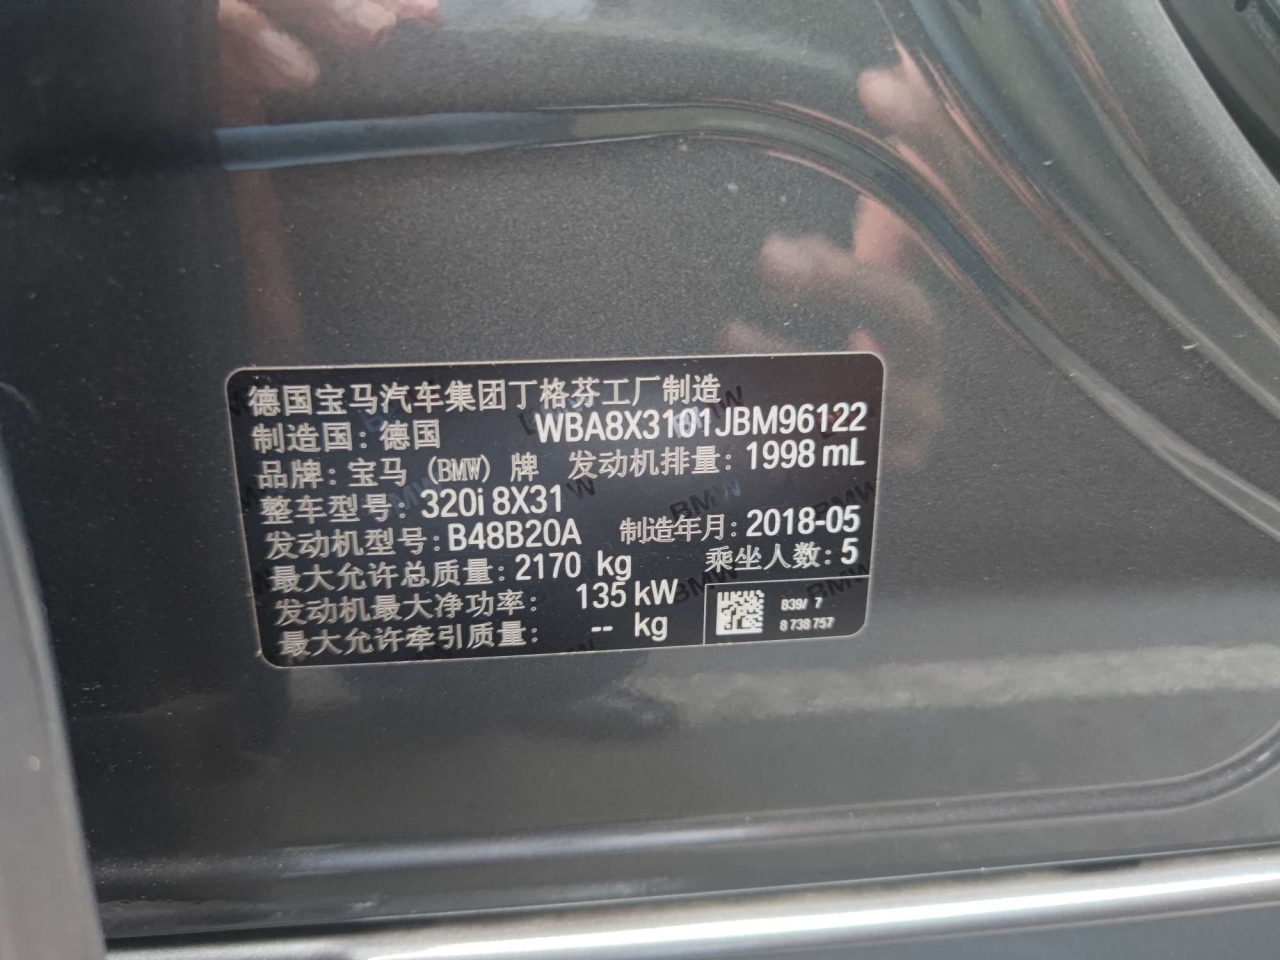 德国宝马汽车集团丁格芬工厂制造
制造国：德国 WBA8X3101JBM96122
品牌：宝马（BMW）牌 发动机排量：1998 mL
整车型号：320i 8X31
发动机型号：B48B20A 制造年月：2018-05
最大允许总质量：2170 kg 乘坐人数：5
发动机最大净功率： 135 kW
最大允许牵引质量： -- kg
839/ 7
8 738 757